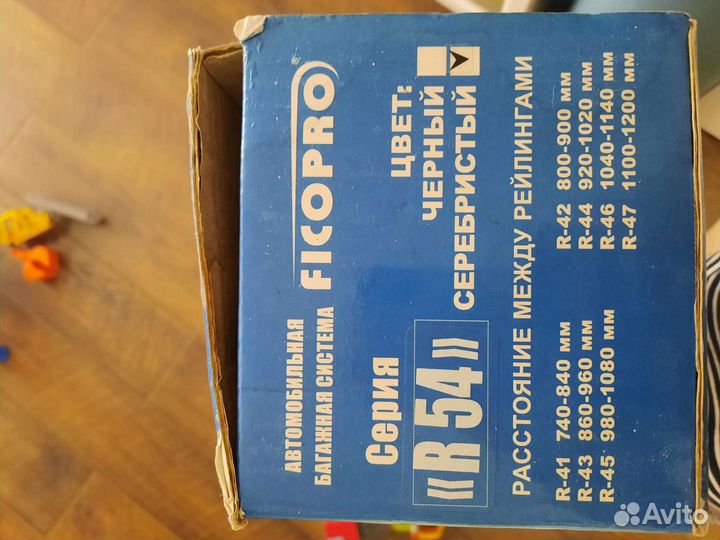 АВТОМОБИЛЬНАЯ
БАГАЖНАЯ СИСТЕМА
FICOPRO®
Серия
«R 54»
ЦВЕТ:
ЧЕРНЫЙ
СЕРЕБРИСТЫЙ
РАССТОЯНИЕ МЕЖДУ РЕЙЛИНГАМИ
R-41 740-840 мм
R-42 800-900 мм
R-43 860-960 мм
R-44 920-1020 мм
R-45 980-1080 мм
R-46 1040-1140 мм
R-47 1100-1200 мм
Avito